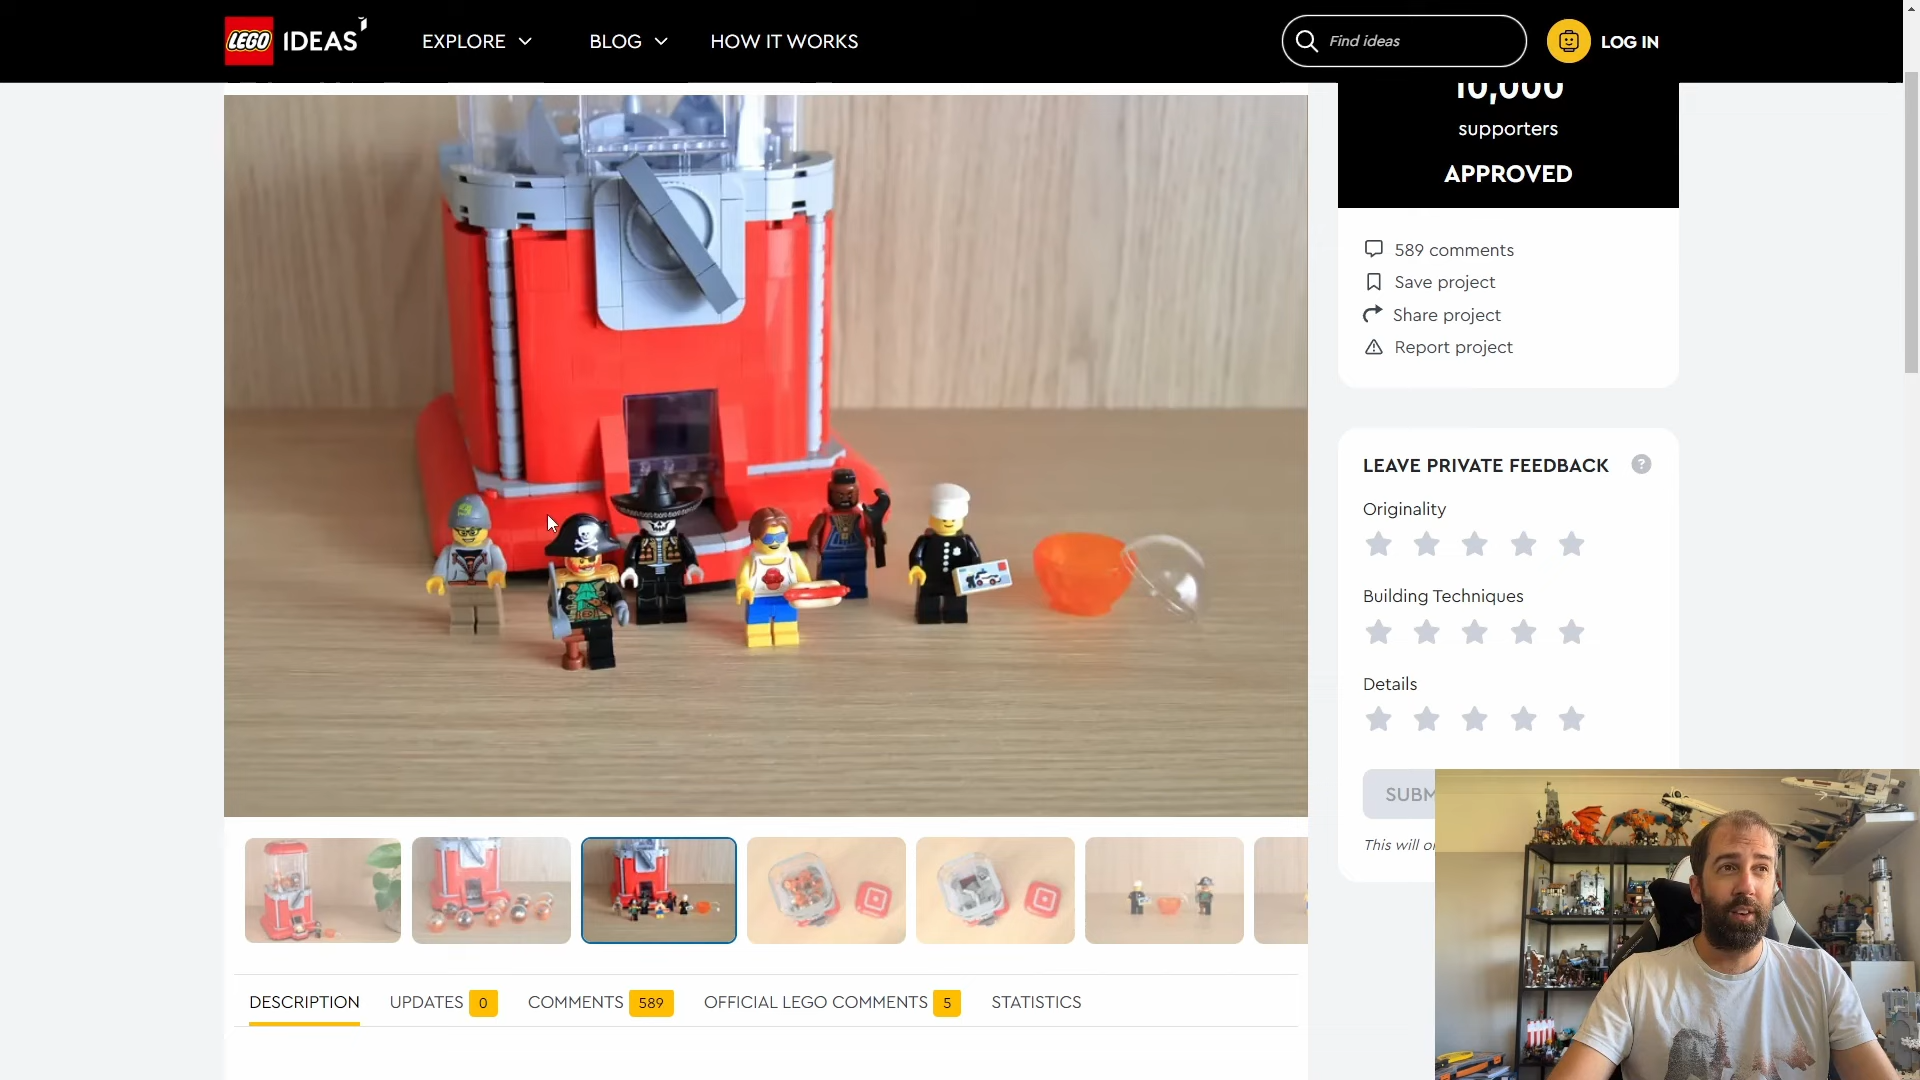 LEGO IDEAS
EXPLORE
BLOG
HOW IT WORKS
Find ideas
LOG IN
10,000
supporters
APPROVED
589 comments
Save project
Share project
Report project
LEAVE PRIVATE FEEDBACK ?
Originality
Building Techniques
Details
SUBM
This will o
DESCRIPTION
UPDATES 0
COMMENTS 589
OFFICIAL LEGO COMMENTS 5
STATISTICS